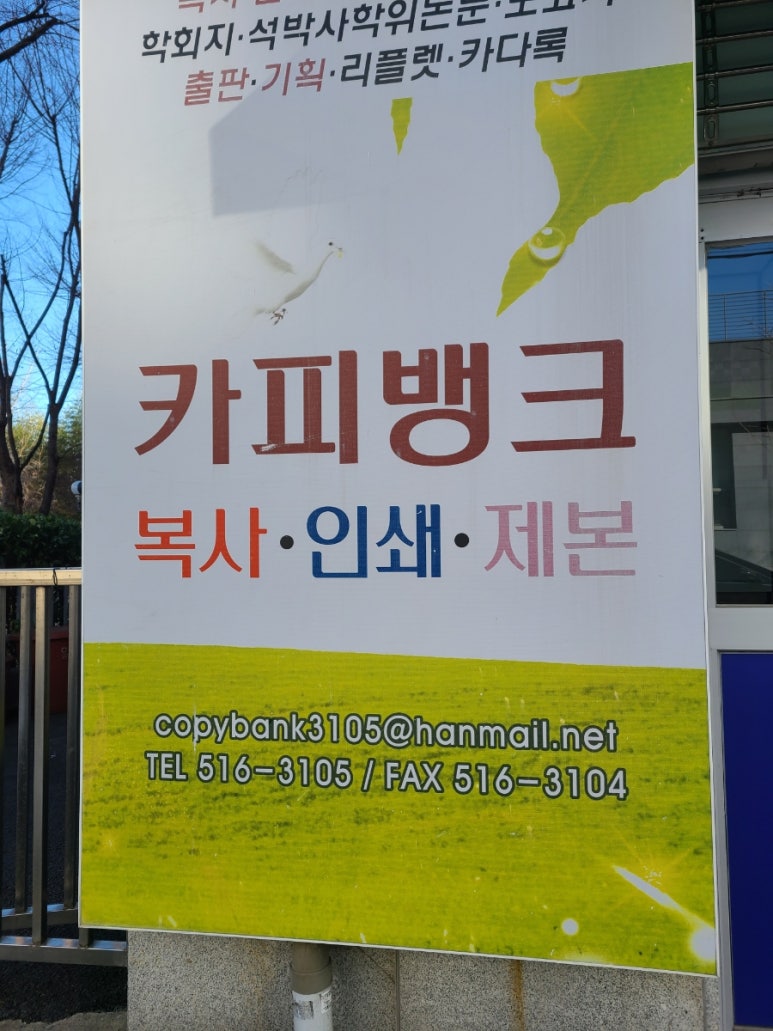 학회지·석박사학위논문·보고서
출판·기획·리플렛·카다록
카피뱅크
복사·인쇄·제본
copybank3105@hanmail.net
TEL 516-3105 / FAX 516-3104